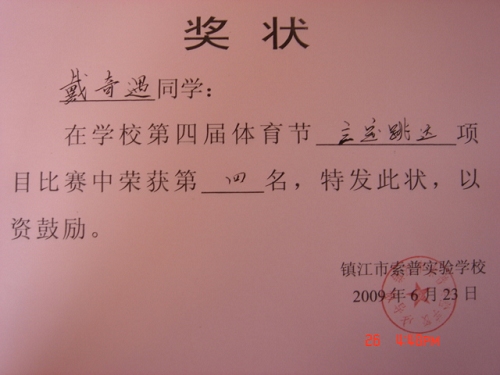 奖状
戴奇遇同学：
在学校第四届体育节立定跳远项
目比赛中荣获第四名，特发此状，以
资鼓励。
镇江市索普实验学校
2009年6月23日